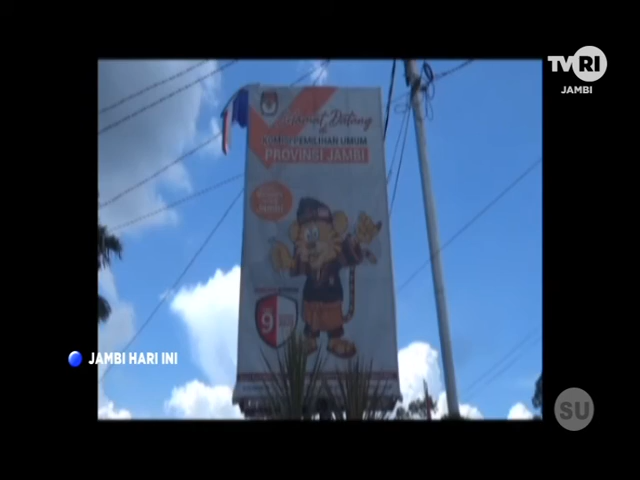 TVRI
JAMBI
Selamat Datang
KOMISI PEMILIHAN UMUM
PROVINSI JAMBI
9
JAMBI HARI INI
SU